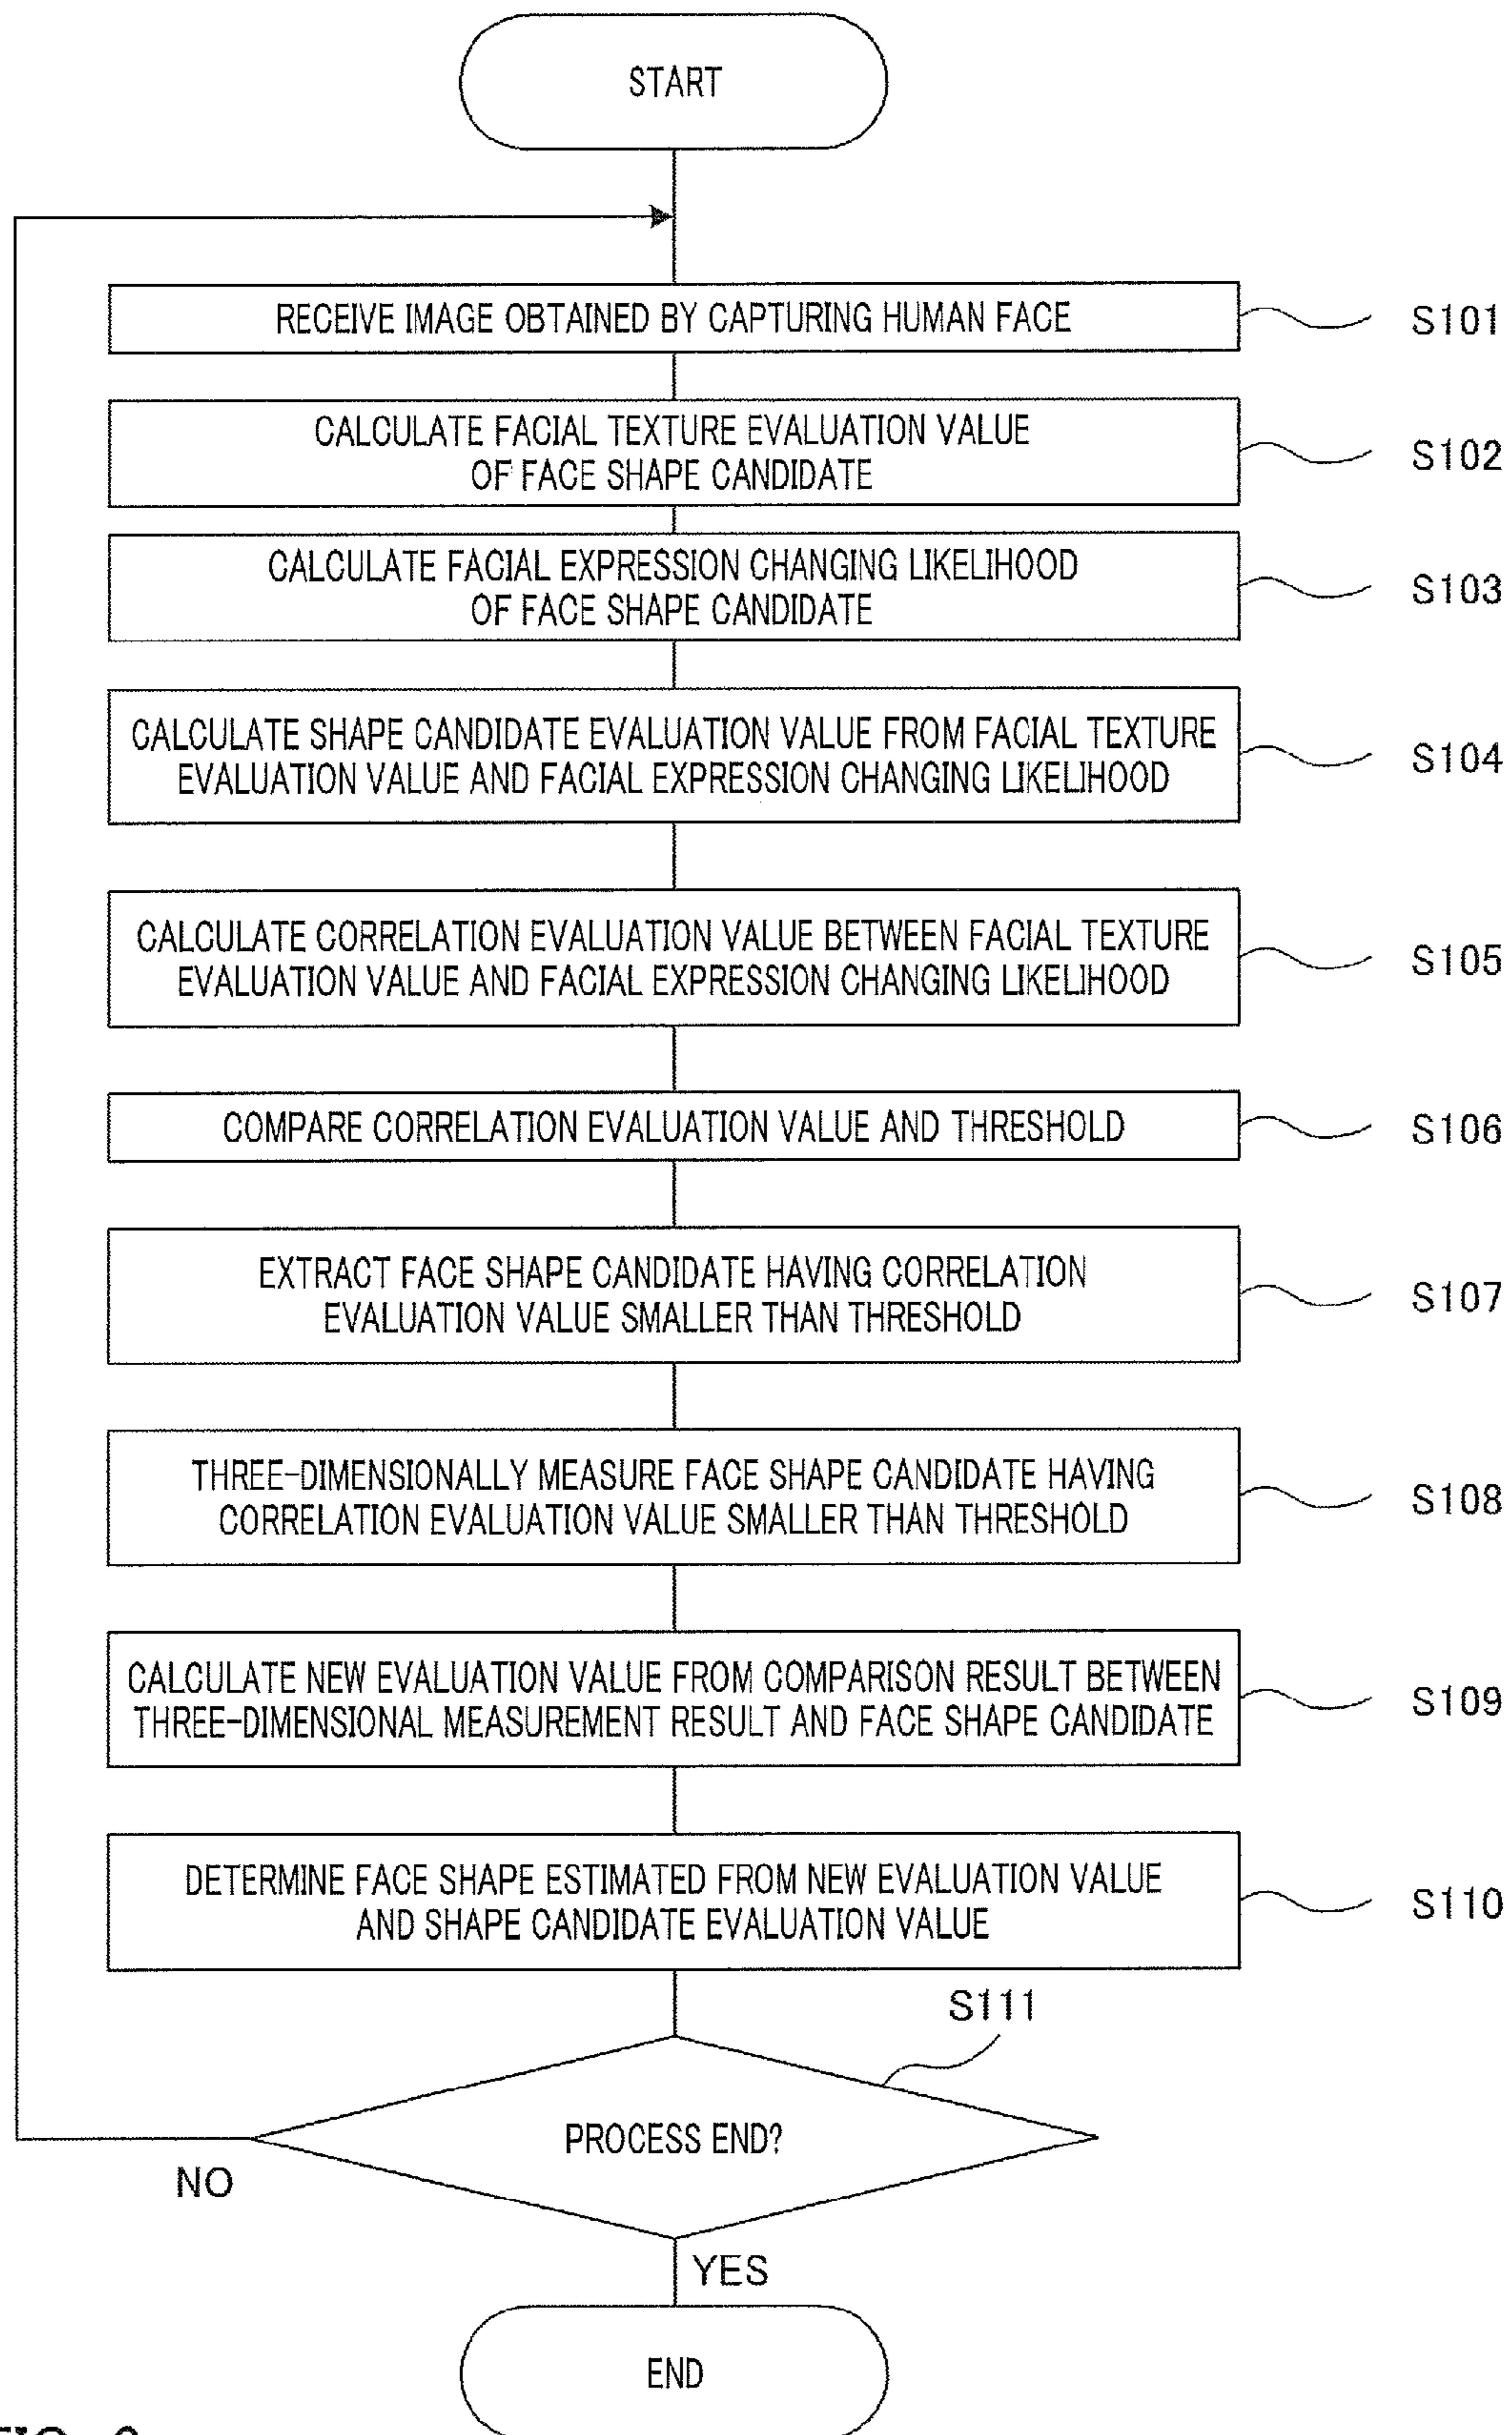 START
RECEIVE IMAGE OBTAINED BY CAPTURING HUMAN FACE
S101
CALCULATE FACIAL TEXTURE EVALUATION VALUE
OF FACE SHAPE CANDIDATE
S102
CALCULATE FACIAL EXPRESSION CHANGING LIKELIHOOD
OF FACE SHAPE CANDIDATE
S103
CALCULATE SHAPE CANDIDATE EVALUATION VALUE FROM FACIAL TEXTURE
EVALUATION VALUE AND FACIAL EXPRESSION CHANGING LIKELIHOOD
S104
CALCULATE CORRELATION EVALUATION VALUE BETWEEN FACIAL TEXTURE
EVALUATION VALUE AND FACIAL EXPRESSION CHANGING LIKELIHOOD
S105
COMPARE CORRELATION EVALUATION VALUE AND THRESHOLD
S106
EXTRACT FACE SHAPE CANDIDATE HAVING CORRELATION
EVALUATION VALUE SMALLER THAN THRESHOLD
S107
THREE-DIMENSIONALLY MEASURE FACE SHAPE CANDIDATE HAVING
CORRELATION EVALUATION VALUE SMALLER THAN THRESHOLD
S108
CALCULATE NEW EVALUATION VALUE FROM COMPARISON RESULT BETWEEN
THREE-DIMENSIONAL MEASUREMENT RESULT AND FACE SHAPE CANDIDATE
S109
DETERMINE FACE SHAPE ESTIMATED FROM NEW EVALUATION VALUE
AND SHAPE CANDIDATE EVALUATION VALUE
S110
S111
PROCESS END?
NO
YES
END